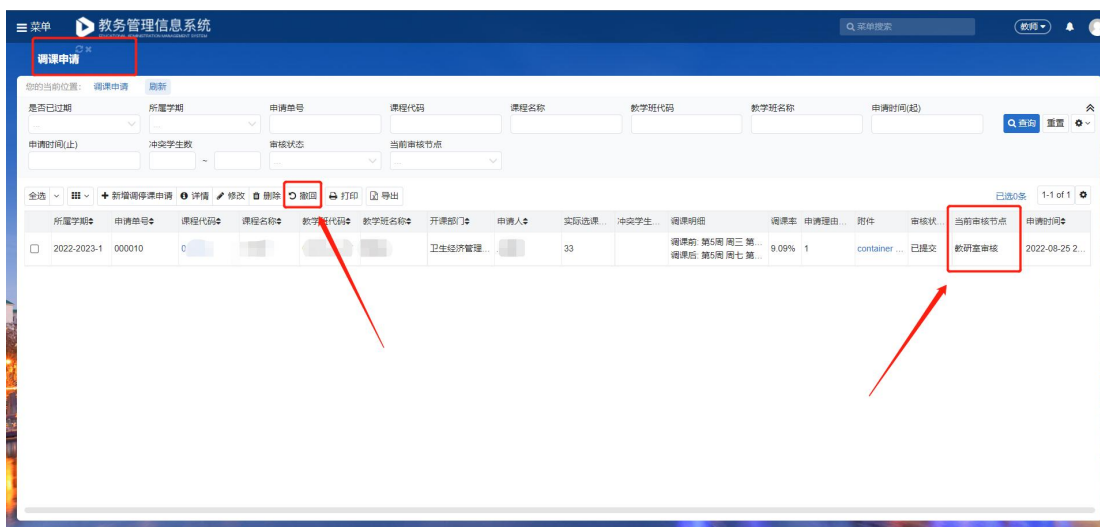 菜单 教务管理信息系统 菜单搜索 教师
调课申请
您的当前位置: 调课申请 刷新
是否已过期 所属学期 申请单号 课程代码 课程名称 教学班代码 教学班名称 申请时间(起)
查询 重置
申请时间(止) 冲突学生数 审核状态 当前审核节点
~
全选 新增调停课申请 详情 修改 删除 撤回 打印 导出 已选0条 1-1 of 1
所属学期 申请单号 课程代码 课程名称 教学班代码 教学班名称 开课部门 申请人 实际选课... 冲突学生... 调课明细 调课率 申请理由... 附件 审核状... 当前审核节点 申请时间
2022-2023-1 000010 卫生经济管理... 33 调课前: 第5周 周三 第... 9.09% 1 container ... 已提交 教研室审核 2022-08-25 2...
调课后: 第5周 周七 第...